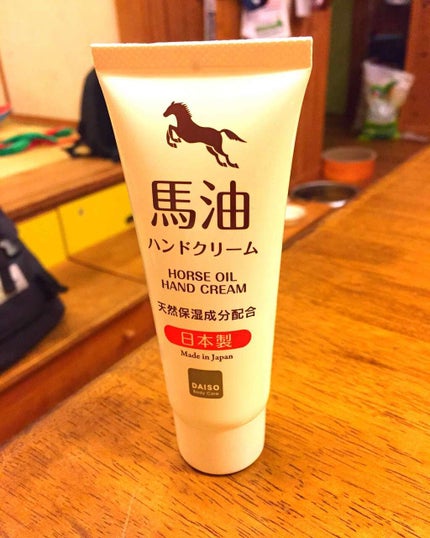 馬油
ハンドクリーム
HORSE OIL
HAND CREAM
天然保湿成分配合
日本製
Made in Japan
DAISO
Body Care